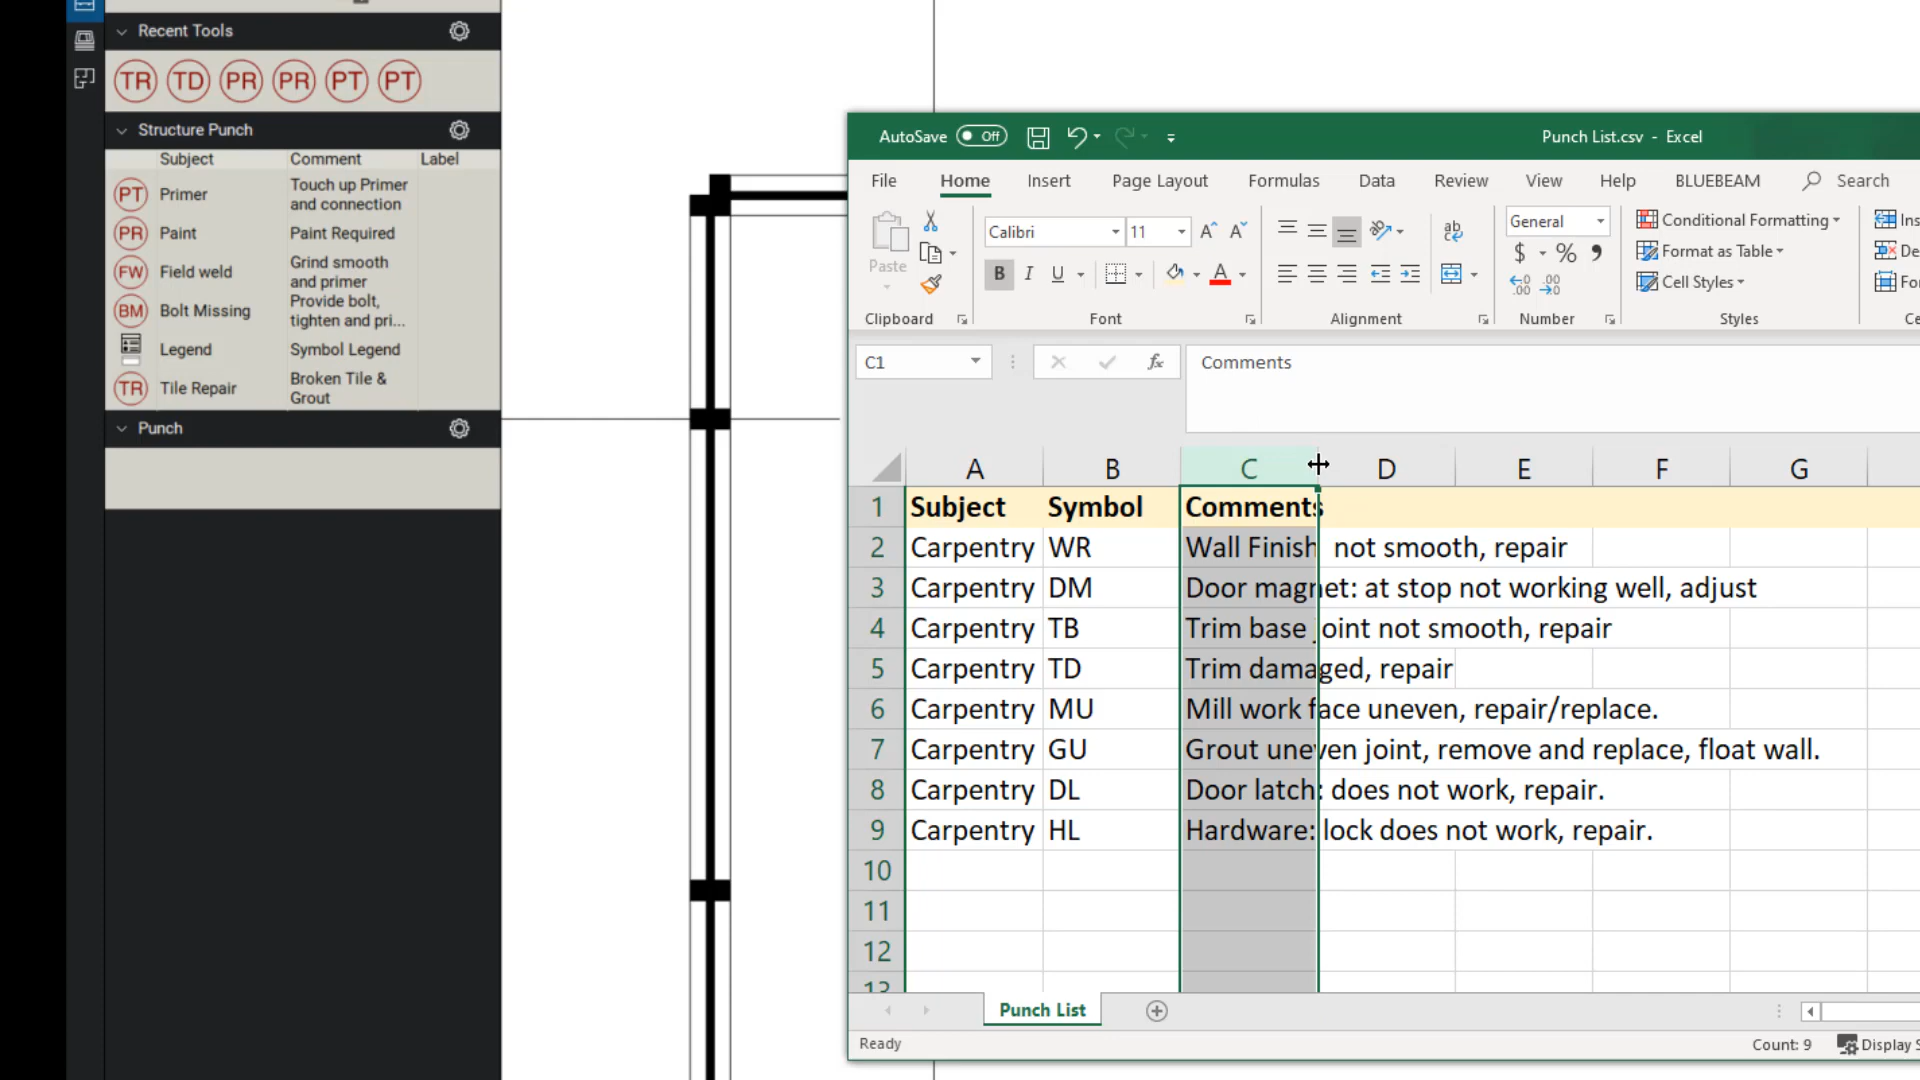 Recent Tools
TR TD PR PR PT PT
Structure Punch
Subject Comment Label
PT Primer Touch up Primer
and connection
PR Paint Paint Required
FW Field weld Grind smooth
and primer
BM Bolt Missing Provide bolt,
tighten and pri...
Legend Symbol Legend
TR Tile Repair Broken Tile &
Grout
Punch
AutoSave Off Punch List.csv - Excel
File Home Insert Page Layout Formulas Data Review View Help BLUEBEAM Search
Paste Calibri 11 A A ab General Conditional Formatting Ins
B I U A $ % , Format as Table De
Cell Styles Fo
Clipboard Font Alignment Number Styles Ce
C1 fx Comments
A B C D E F G
1 Subject Symbol Comments
2 Carpentry WR Wall Finish not smooth, repair
3 Carpentry DM Door magnet: at stop not working well, adjust
4 Carpentry TB Trim base joint not smooth, repair
5 Carpentry TD Trim damaged, repair
6 Carpentry MU Mill work face uneven, repair/replace.
7 Carpentry GU Grout uneven joint, remove and replace, float wall.
8 Carpentry DL Door latch: does not work, repair.
9 Carpentry HL Hardware: lock does not work, repair.
10
11
12
13
Punch List
Ready Count: 9 Display S